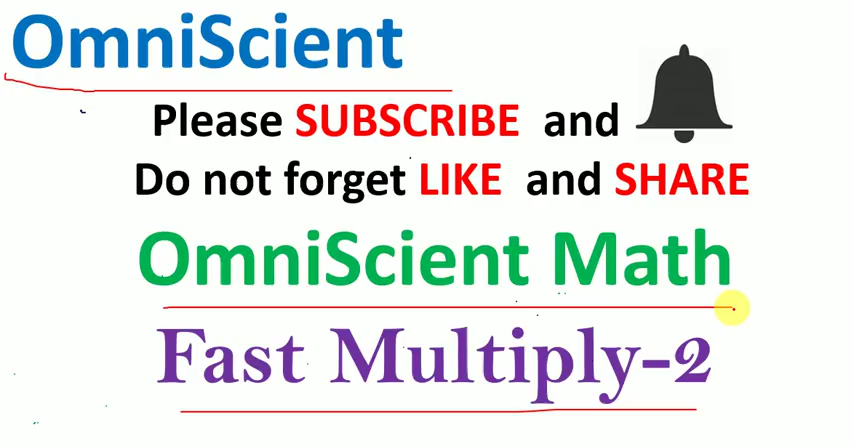 OmniScient
Please SUBSCRIBE and
Do not forget LIKE and SHARE
OmniScient Math
Fast Multiply-2